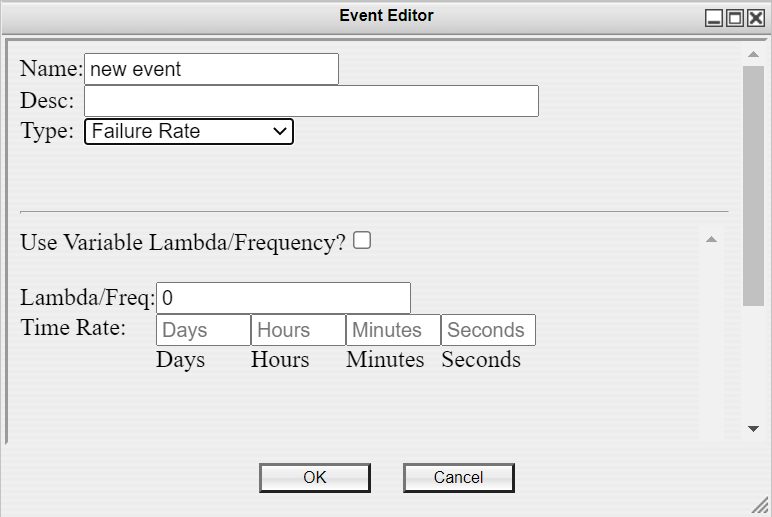 Event Editor
Name: new event
Desc:
Type: Failure Rate
Use Variable Lambda/Frequency?
Lambda/Freq: 0
Time Rate: Days Hours Minutes Seconds
Days Hours Minutes Seconds
OK Cancel